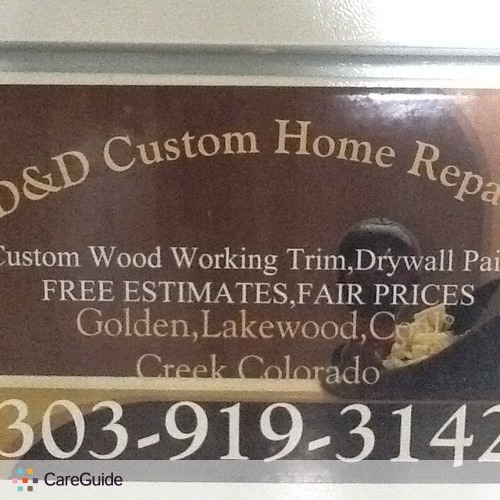 D&D Custom Home Repa
Custom Wood Working Trim,Drywall Pai
FREE ESTIMATES,FAIR PRICES
Golden,Lakewood,Coal
Creek Colorado
303-919-3142
CareGuide